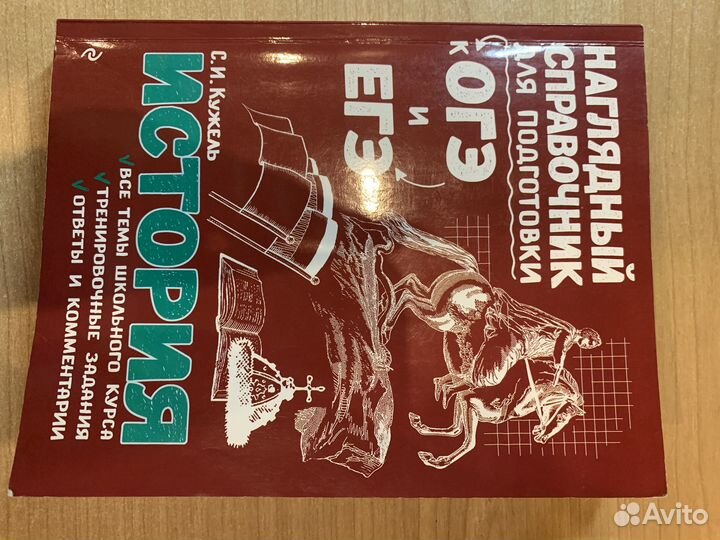 НАГЛЯДНЫЙ
СПРАВОЧНИК
ДЛЯ ПОДГОТОВКИ
К ОГЭ
И
ЕГЭ
С.И. КУЖЕЛЬ
ИСТОРИЯ
√ ВСЕ ТЕМЫ ШКОЛЬНОГО КУРСА
√ ТРЕНИРОВОЧНЫЕ ЗАДАНИЯ
√ ОТВЕТЫ И КОММЕНТАРИИ
Avito